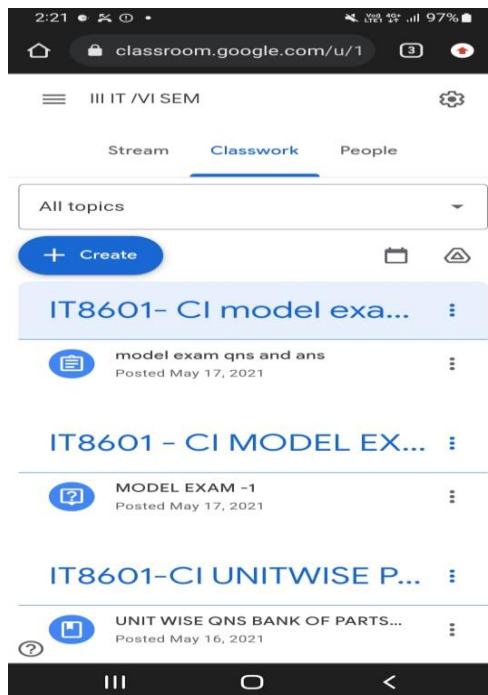 2:21 97%
classroom.google.com/u/1 3
III IT /VI SEM
Stream Classwork People
All topics
+ Create
IT8601- CI model exa...
model exam qns and ans
Posted May 17, 2021
IT8601 - CI MODEL EX...
MODEL EXAM -1
Posted May 17, 2021
IT8601-CI UNITWISE P...
UNIT WISE QNS BANK OF PARTS...
Posted May 16, 2021